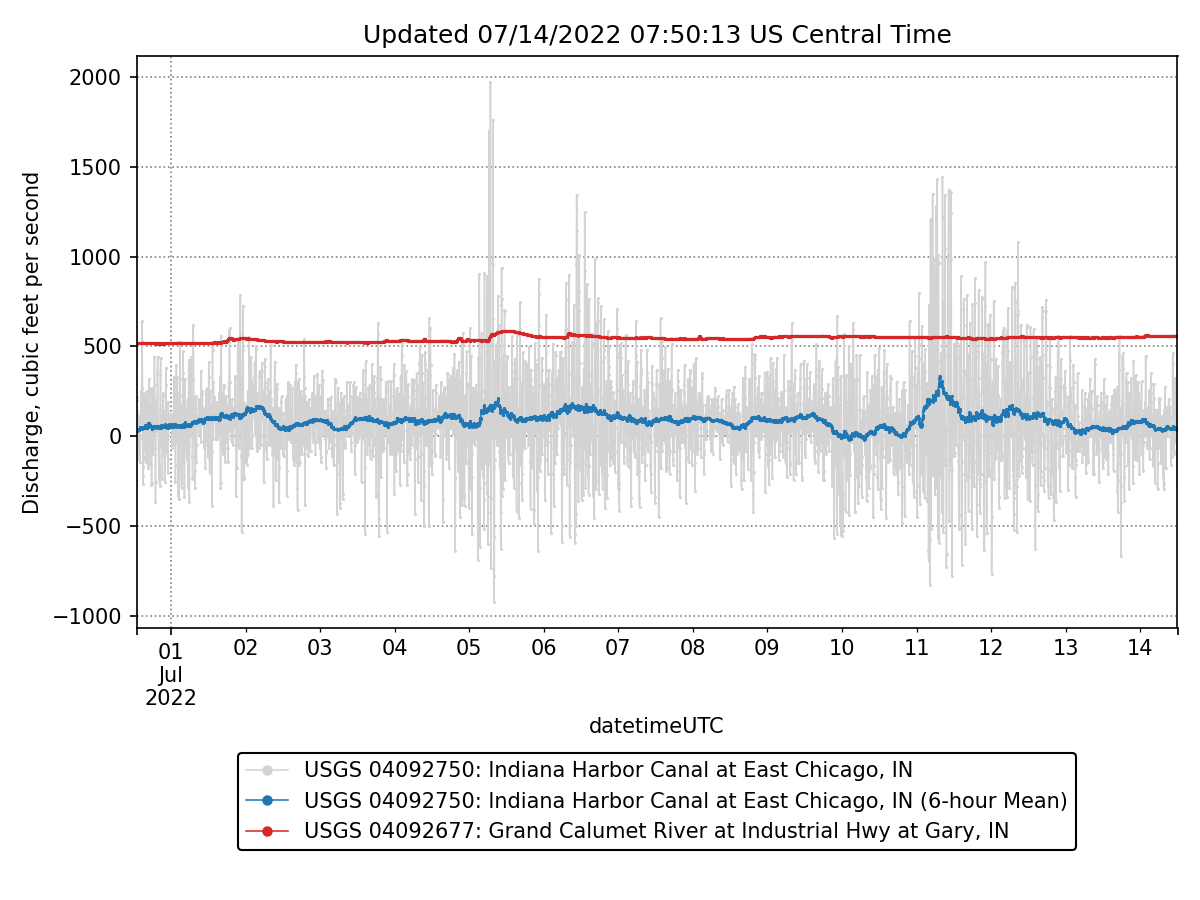 Updated 07/14/2022 07:50:13 US Central Time
Discharge, cubic feet per second
2000
1500
1000
500
0
−500
−1000
01 02 03 04 05 06 07 08 09 10 11 12 13 14
Jul
2022
datetimeUTC
USGS 04092750: Indiana Harbor Canal at East Chicago, IN
USGS 04092750: Indiana Harbor Canal at East Chicago, IN (6-hour Mean)
USGS 04092677: Grand Calumet River at Industrial Hwy at Gary, IN